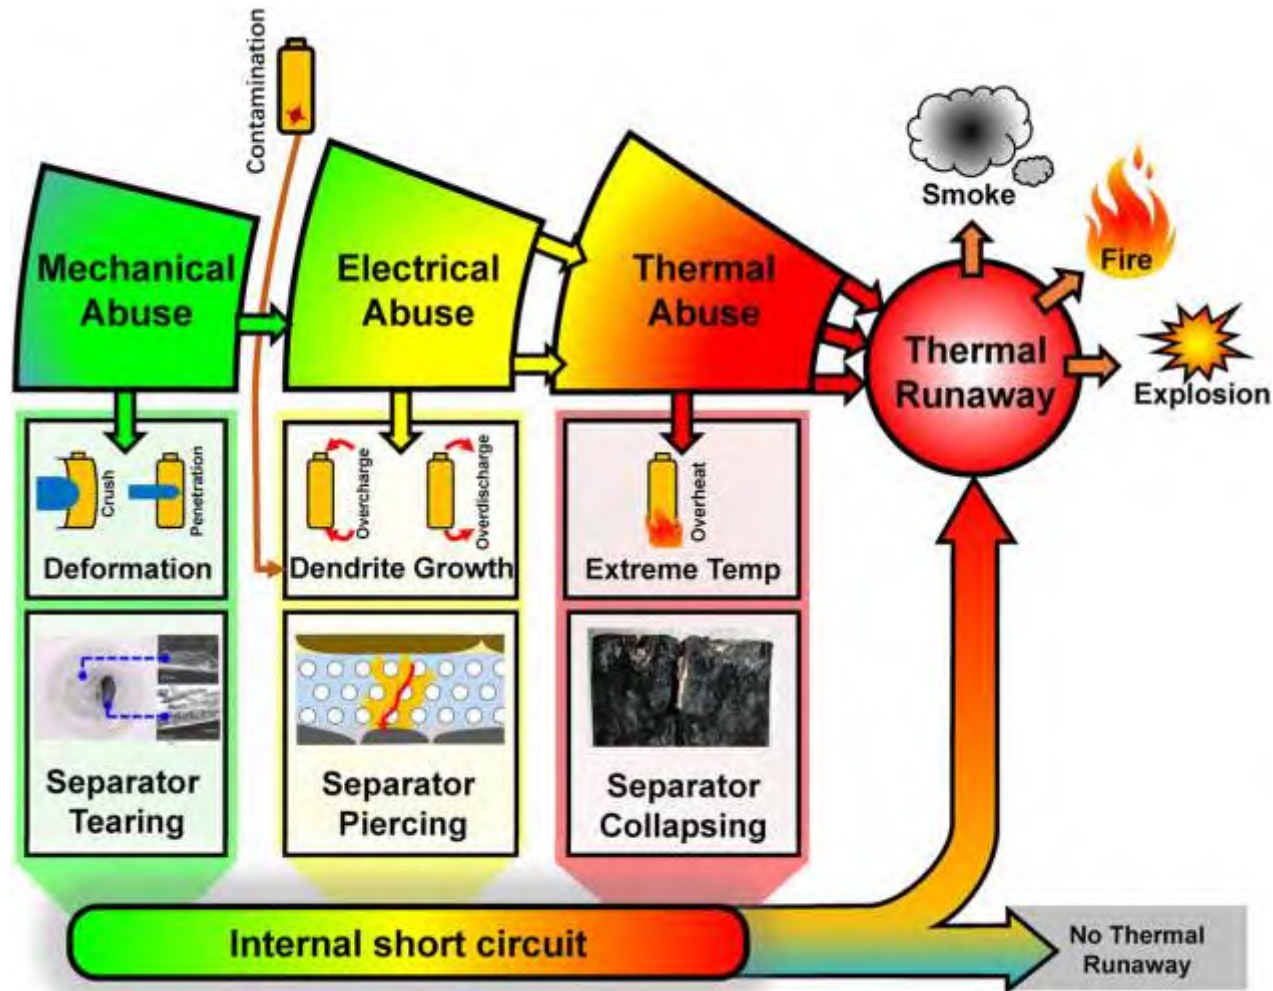 Contamination
Mechanical
Abuse
Electrical
Abuse
Thermal
Abuse
Thermal
Runaway
Smoke
Fire
Explosion
Crush
Penetration
Deformation
Overcharge
Overdischarge
Dendrite Growth
Overheat
Extreme Temp
Separator
Tearing
Separator
Piercing
Separator
Collapsing
Internal short circuit
No Thermal
Runaway